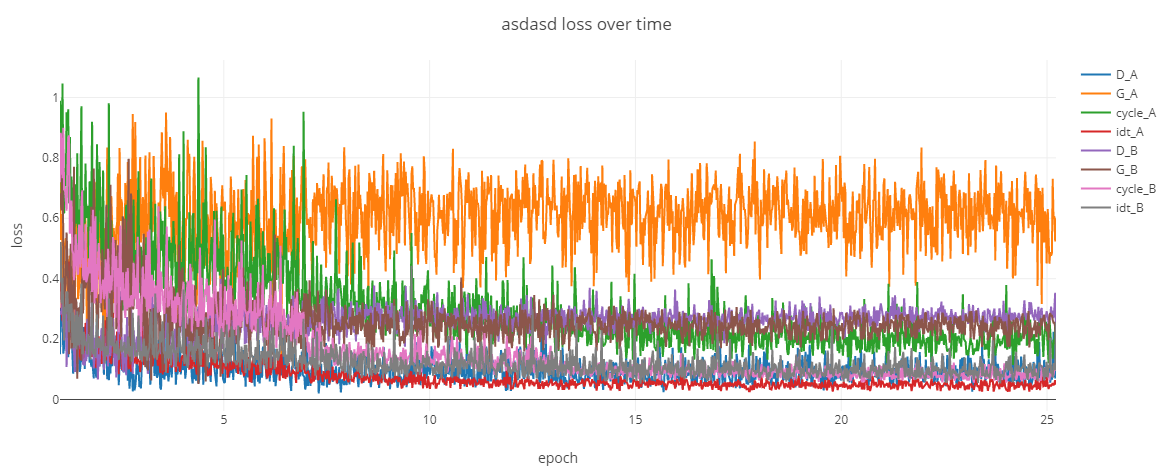 asdasd loss over time
loss
1
0.8
0.6
0.4
0.2
0
5
10
15
20
25
epoch
D_A
G_A
cycle_A
idt_A
D_B
G_B
cycle_B
idt_B